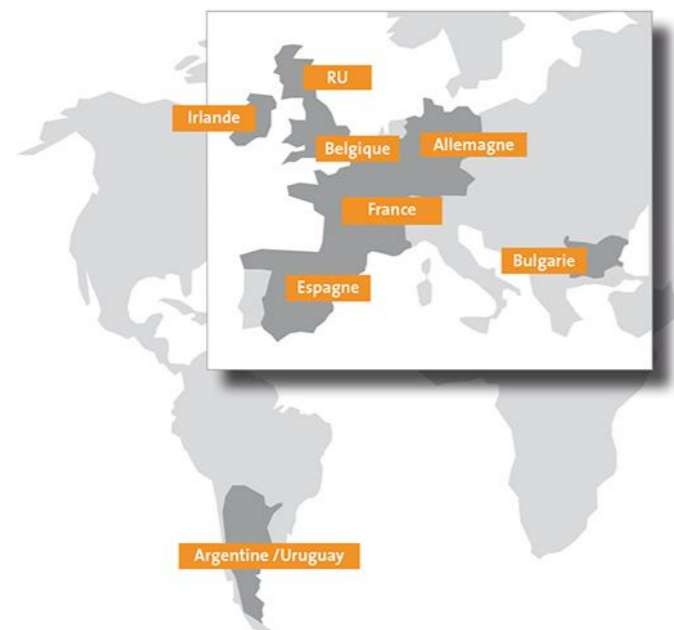 RU
Irlande
Belgique
Allemagne
France
Bulgarie
Espagne
Argentine /Uruguay